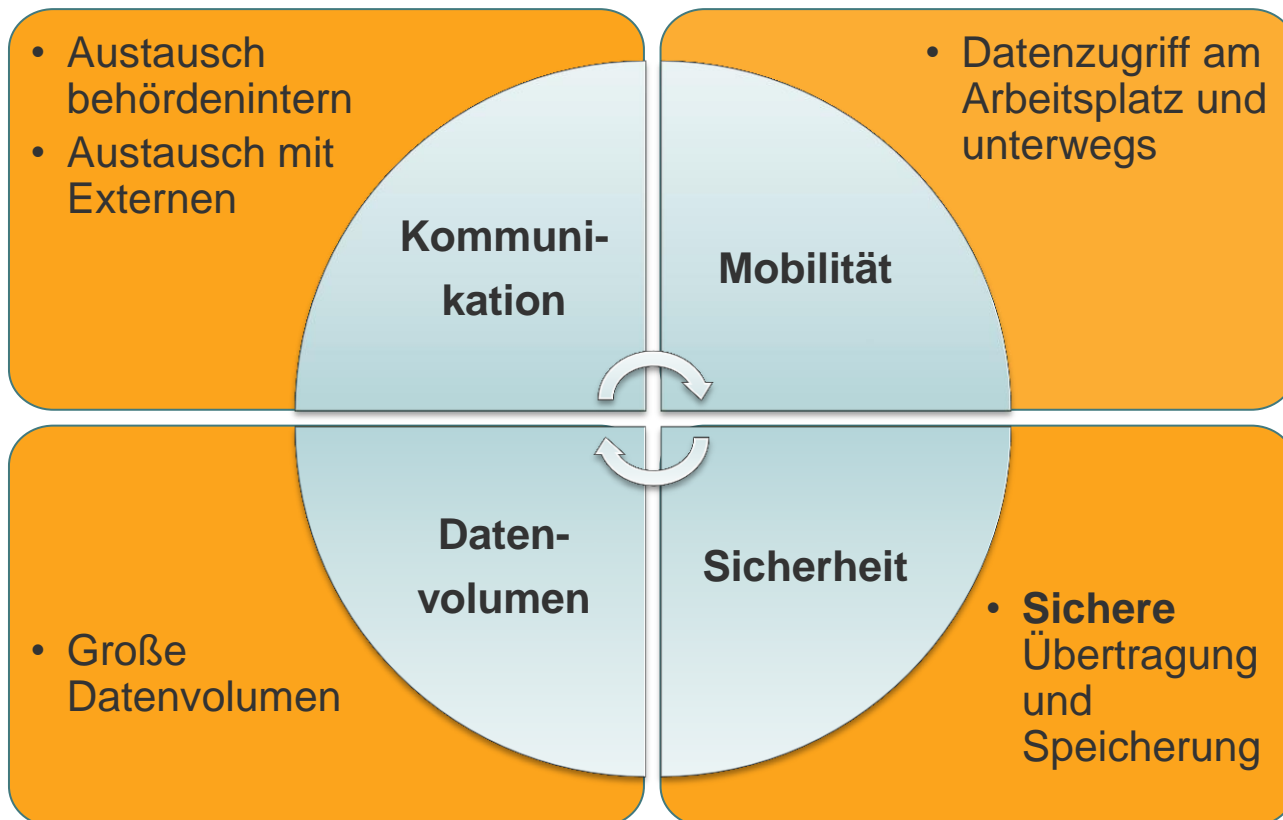 • Austausch
behördenintern
• Austausch mit
Externen
Kommuni-
kation
• Datenzugriff am
Arbeitsplatz und
unterwegs
Mobilität
Daten-
volumen
• Große
Datenvolumen
Sicherheit
• Sichere
Übertragung
und
Speicherung